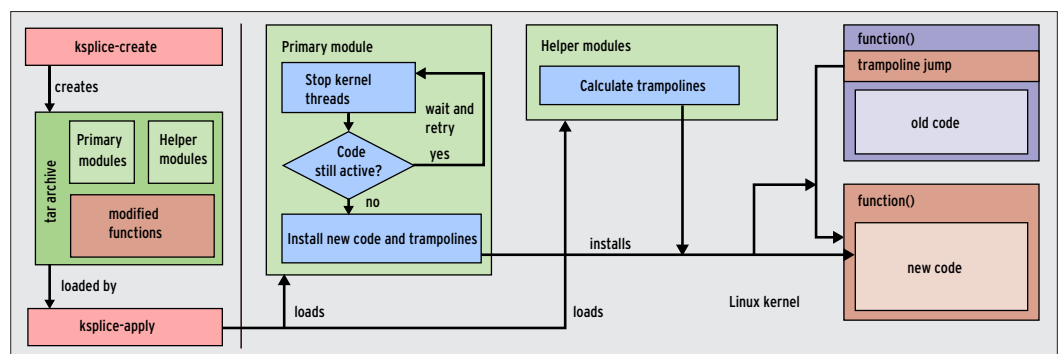 ksplice-create
creates
tar archive
Primary
modules
Helper
modules
modified
functions
loaded by
ksplice-apply
Primary module
Stop kernel
threads
wait and
retry
Code
still active?
yes
no
Install new code and trampolines
loads
Helper modules
Calculate trampolines
installs
loads
Linux kernel
function()
trampoline jump
old code
function()
new code